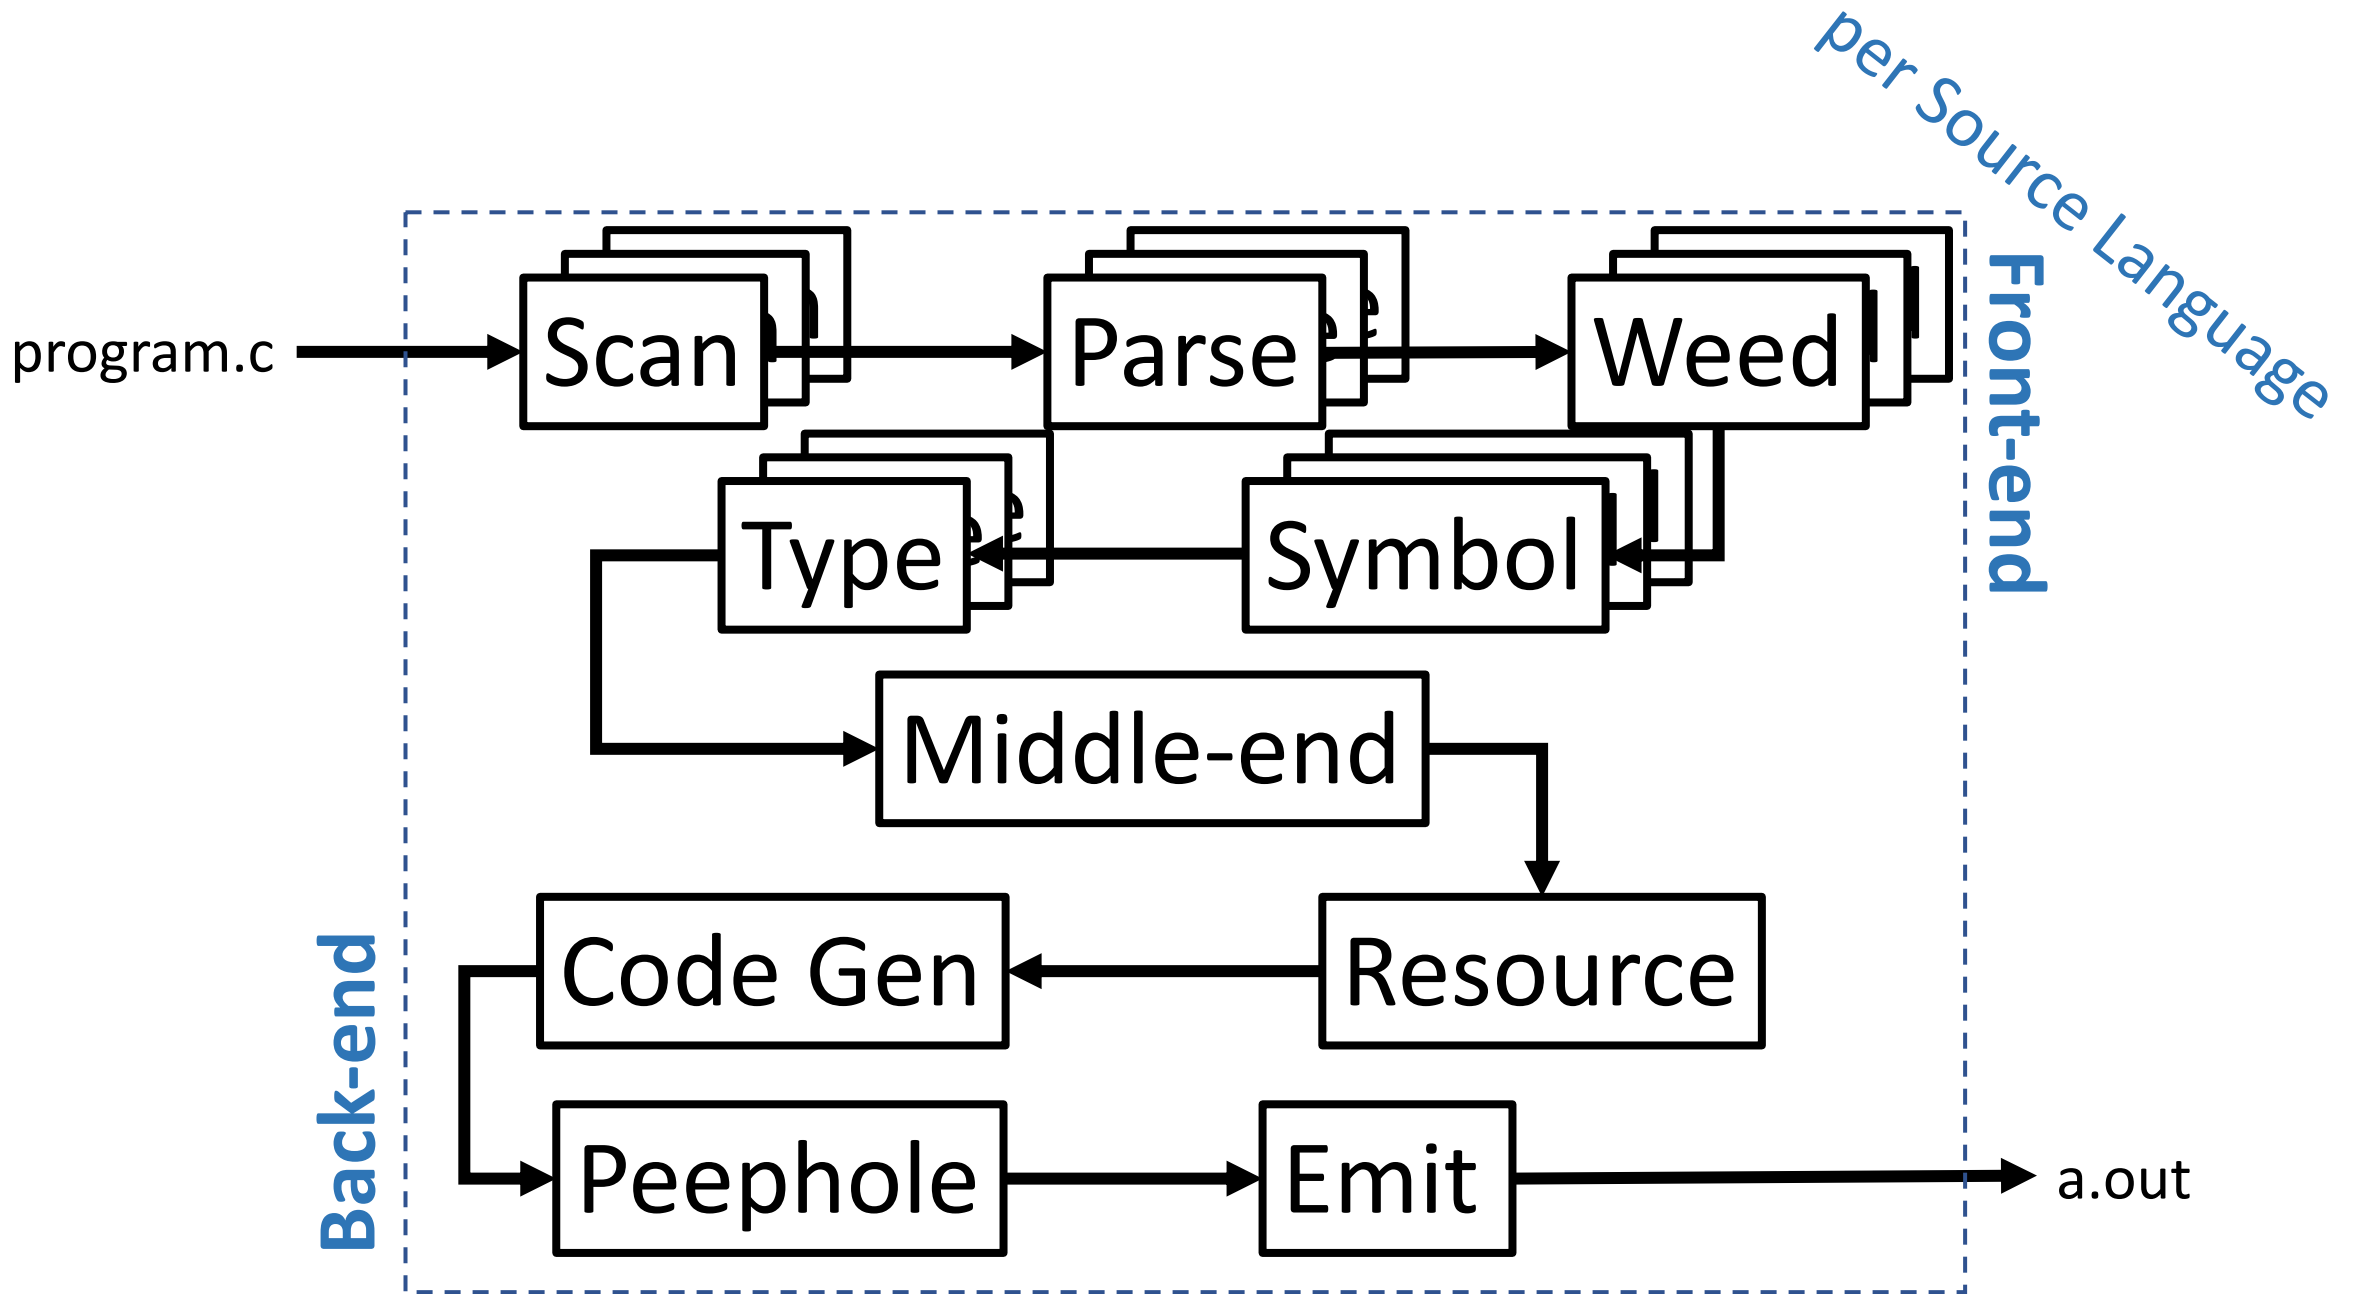 per Source Language
program.c
Scan
Parse
Weed
Front-end
Type
Symbol
Middle-end
Code Gen
Resource
Back-end
Peephole
Emit
a.out